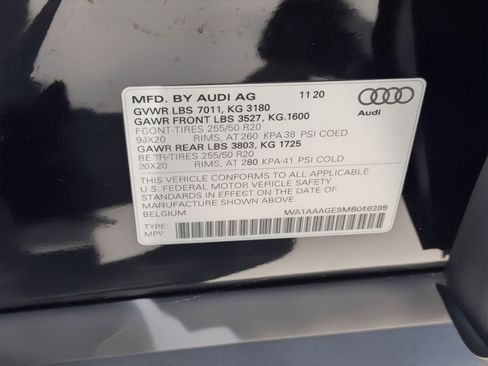 MFD. BY AUDI AG 11 20
GVWR LBS 7011, KG 3180
GAWR FRONT LBS 3527, KG 1600
FRONT-TIRES 255/50 R20
9JX20 RIMS, AT 260 KPA 38 PSI COLD
GAWR REAR LBS 3803, KG 1725
TIRES 255/50 R20
RIMS, AT 280 KPA 41 PSI COLD
THIS VEHICLE CONFORMS TO ALL APPLICABLE
U.S. FEDERAL MOTOR VEHICLE SAFETY
STANDARDS IN EFFECT ON THE DATE OF
MANUFACTURE SHOWN ABOVE.
BELGIUM WA1AAAGE9MB016285
TYPE:
MPV
Audi